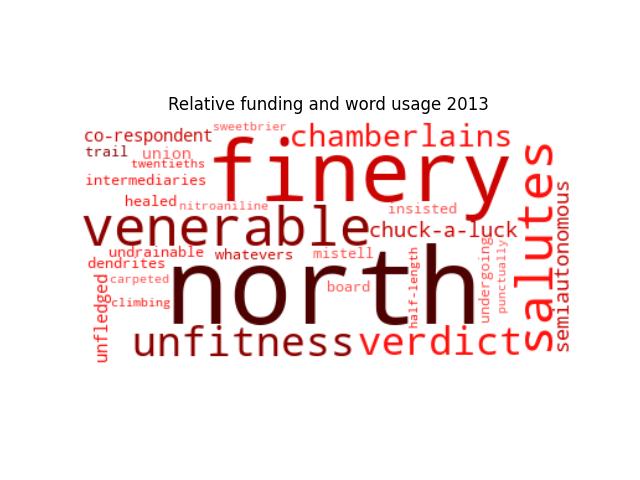 Relative funding and word usage 2013
sweetbrier
co-respondent
chamberlains
trail
union
finery
twentieths
salutes
intermediaries
semiautonomous
healed
nitroaniline
insisted
venerable
chuck-a-luck
undrainable
whatevers
mistell
undergoing
punctually
dendrites
north
half-length
carpeted
board
unfledged
climbing
unfitness
verdict